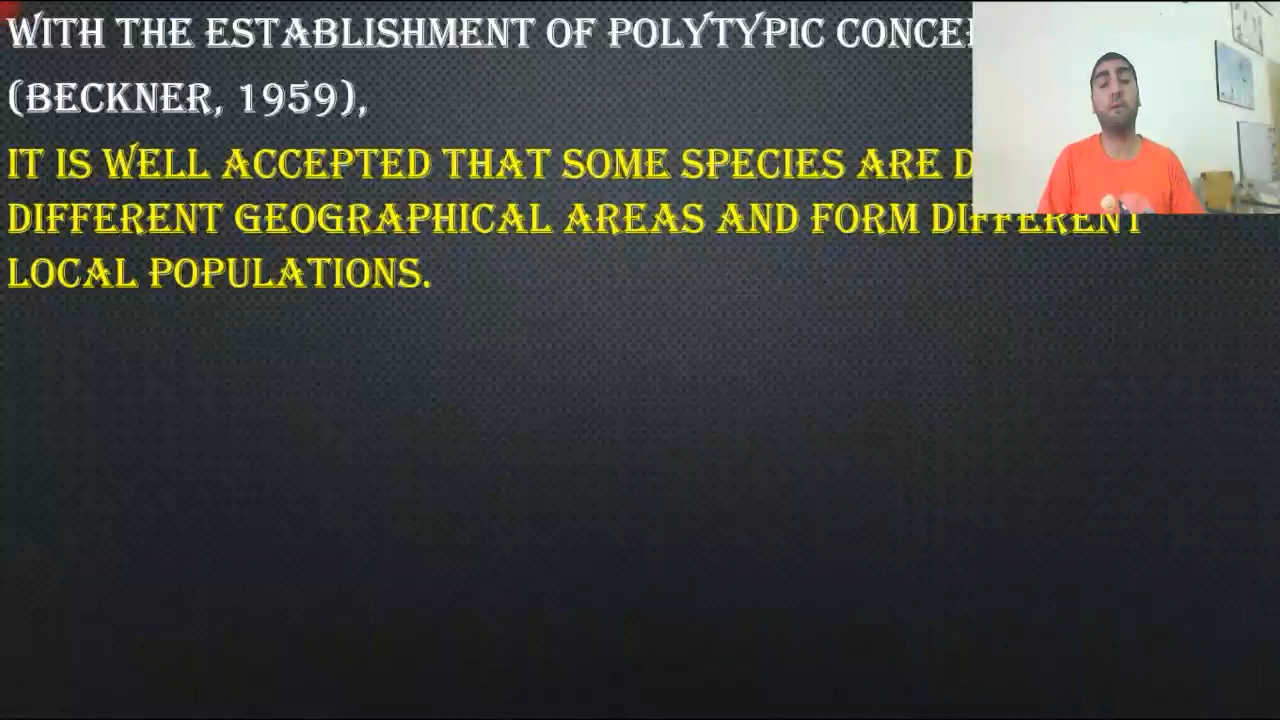 WITH THE ESTABLISHMENT OF POLYTYPIC
(BECKNER, 1959),
IT IS WELL ACCEPTED THAT SOME SPECIES ARE
DIFFERENT GEOGRAPHICAL AREAS AND FORM DIFFERENT
LOCAL POPULATIONS.